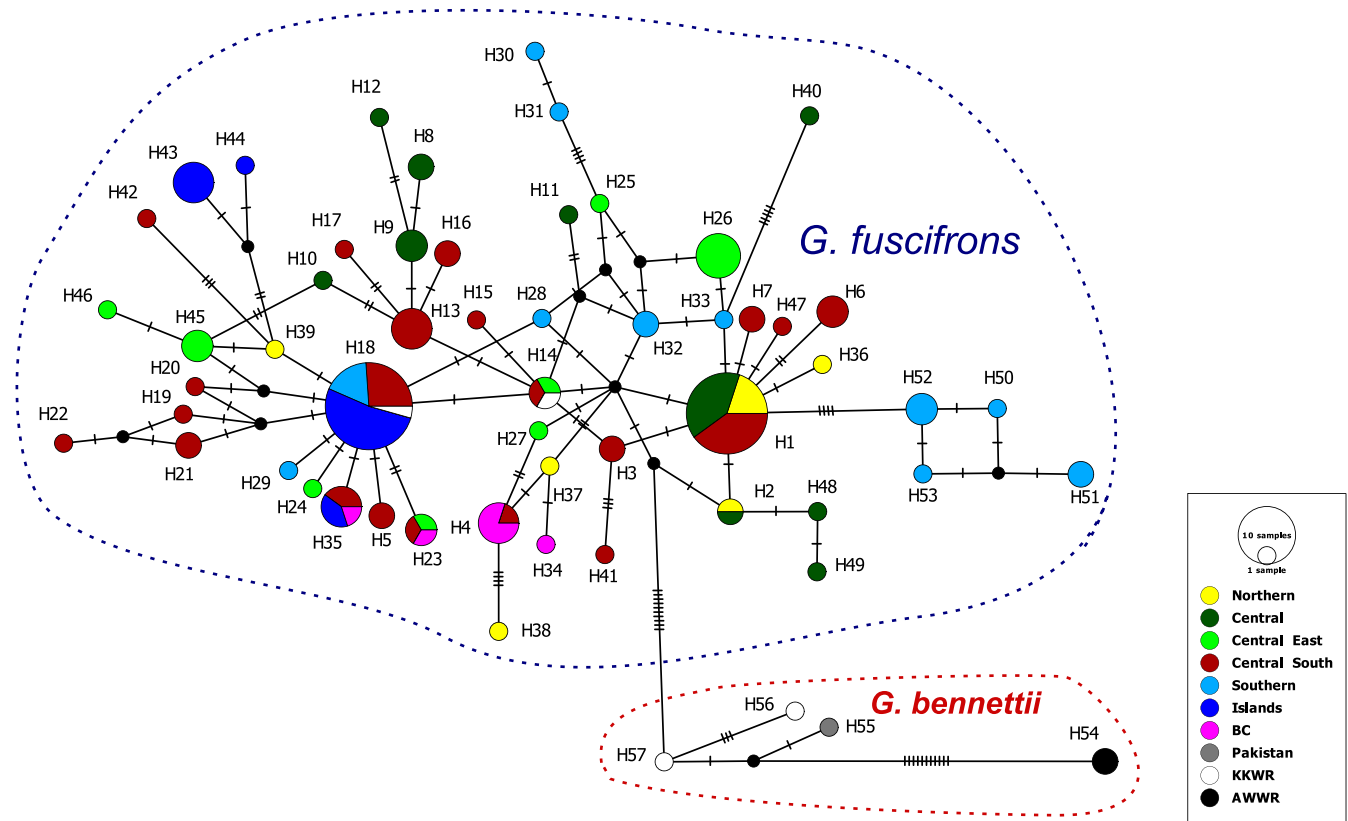 H30
H40
H12
H31
H8
H44
H43
H25
H11
H42
H26
H17
H16
H9
G. fuscifrons
H10
H46
H15
H28
H33
H7
H47
H6
H45
H13
H39
H32
H18
H14
H36
H20
H52
H50
H19
H22
H27
H1
H21
H3
H29
H37
H2
H48
H53
H51
H24
H4
H35
H5
H23
H34
H41
H49
10 samples
1 sample
H38
Northern
Central
Central East
Central South
Southern
Islands
BC
Pakistan
KKWR
AWWR
G. bennettii
H56
H55
H54
H57